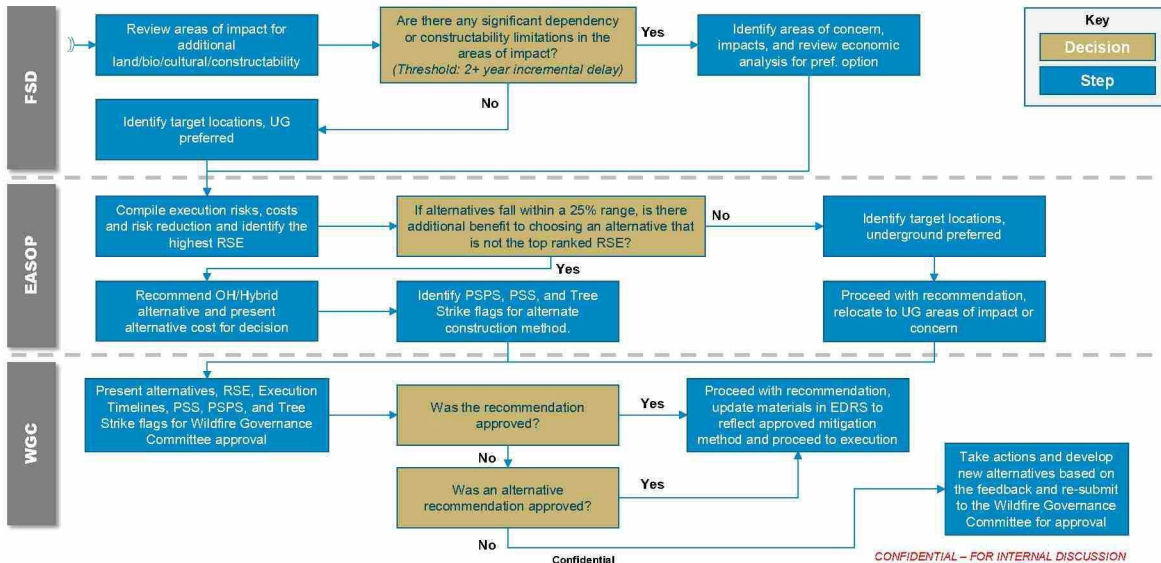 FSD
Review areas of impact for
additional
land/bio/cultural/constructability
Are there any significant dependency
or constructability limitations in the
areas of impact?
(Threshold: 2+ year incremental delay)
Yes
Identify areas of concern,
impacts, and review economic
analysis for pref. option
Key
Decision
Step
No
Identify target locations, UG
preferred
EASOP
Compile execution risks, costs
and risk reduction and identify the
highest RSE
If alternatives fall within a 25% range, is there
additional benefit to choosing an alternative that
is not the top ranked RSE?
No
Identify target locations,
underground preferred
Yes
Recommend OH/Hybrid
alternative and present
alternative cost for decision
Identify PSPS, PSS, and Tree
Strike flags for alternate
construction method.
Proceed with recommendation,
relocate to UG areas of impact or
concern
WGC
Present alternatives, RSE, Execution
Timelines, PSS, PSPS, and Tree
Strike flags for Wildfire Governance
Committee approval
Was the recommendation
approved?
Yes
Proceed with recommendation,
update materials in EDRS to
reflect approved mitigation
method and proceed to execution
No
Was an alternative
recommendation approved?
Yes
Take actions and develop
new alternatives based on
the feedback and re-submit
to the Wildfire Governance
Committee for approval
No
Confidential
CONFIDENTIAL – FOR INTERNAL DISCUSSION